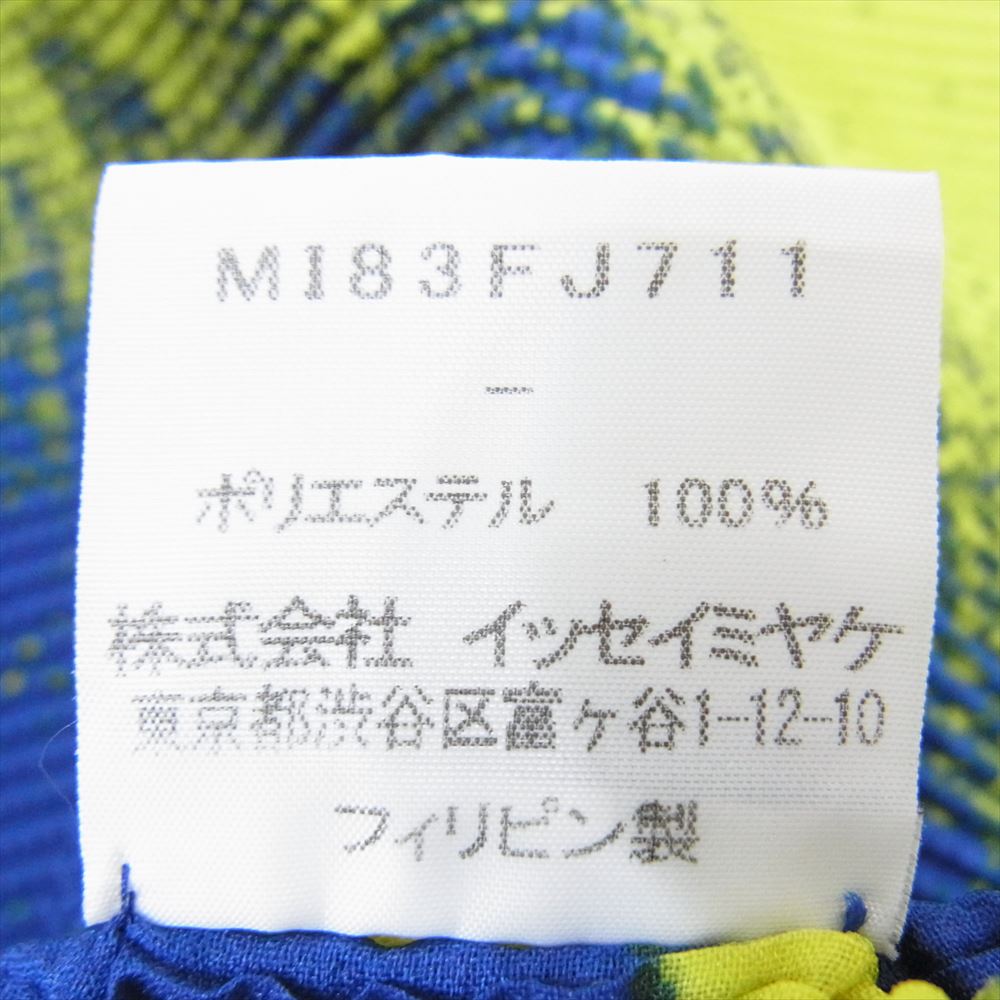 MI83FJ711
−
ポリエステル　100%
株式会社　イッセイミヤケ
東京都渋谷区富ヶ谷1-12-10
フィリピン製